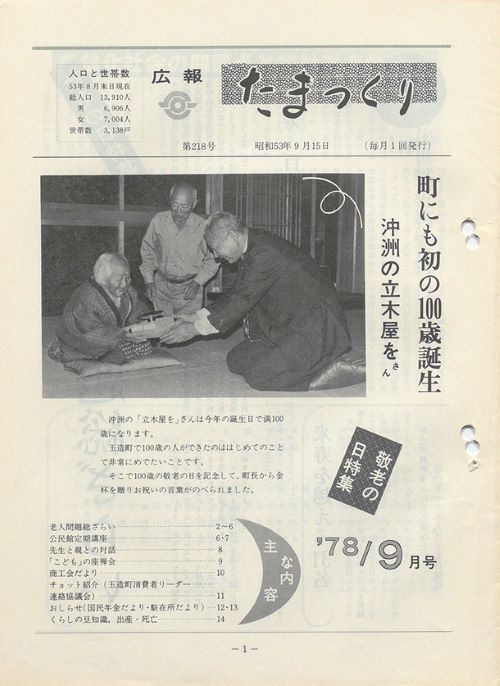 人口と世帯数
53年8月末日現在
総人口 13,910人
男 6,906人
女 7,004人
世帯数 3,138戸
広報
たまつくり
第218号 昭和53年9月15日 (毎月1回発行)
町にも初の100歳誕生
沖洲の立木屋をさん
沖洲の「立木屋を」さんは今年の誕生日で満100
歳になります。
玉造町で100歳の人ができたのははじめてのこと
で非常にめでたいことです。
そこで100歳の敬老の日を記念して、町長から金
杯を贈りお祝いの言葉がのべられました。
敬老の
日特集
'78/9月号
主な内容
老人問題総ざらい 2~6
公民館定期講座 6・7
先生と親との対話 8
「こども」の座禅会 9
商工会だより 10
チョット紹介(玉造町消費者リーダー
連絡協議会) 11
おしらせ(国民年金だより・駐在所だより) 12・13
くらしの豆知識、出産・死亡 14
-1-